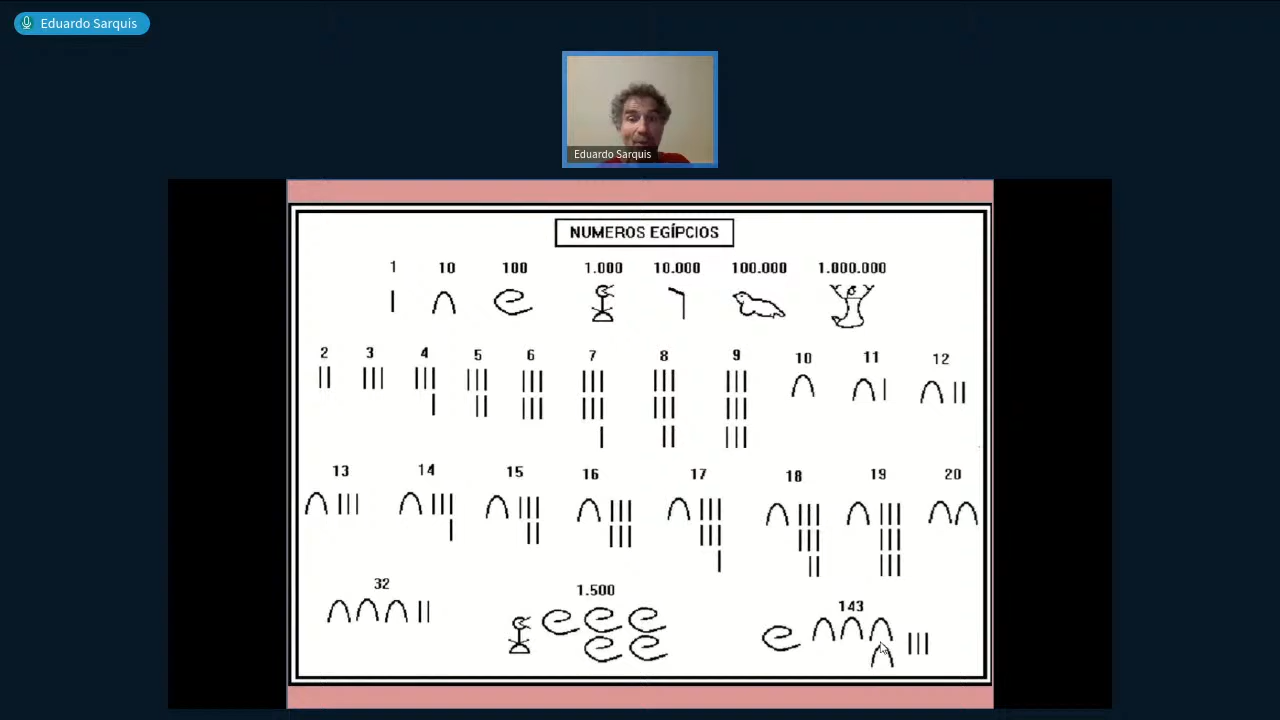 Eduardo Sarquis
Eduardo Sarquis
NUMEROS EGÍPCIOS
1 10 100 1.000 10.000 100.000 1.000.000
2 3 4 5 6 7 8 9 10 11 12
13 14 15 16 17 18 19 20
32 1.500 143